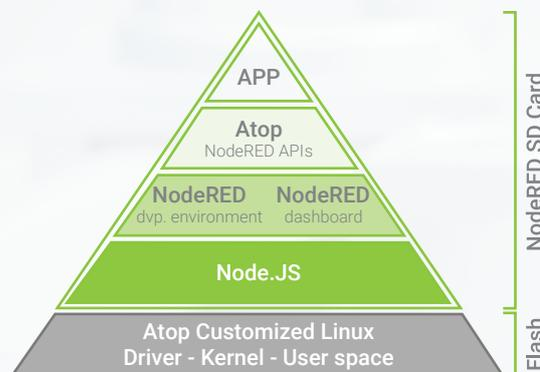 APP
Atop
NodeRED APIs
NodeRED NodeRED
dvp. environment dashboard
Node.JS
Atop Customized Linux
Driver - Kernel - User space
NodeRED SD Card
Flash